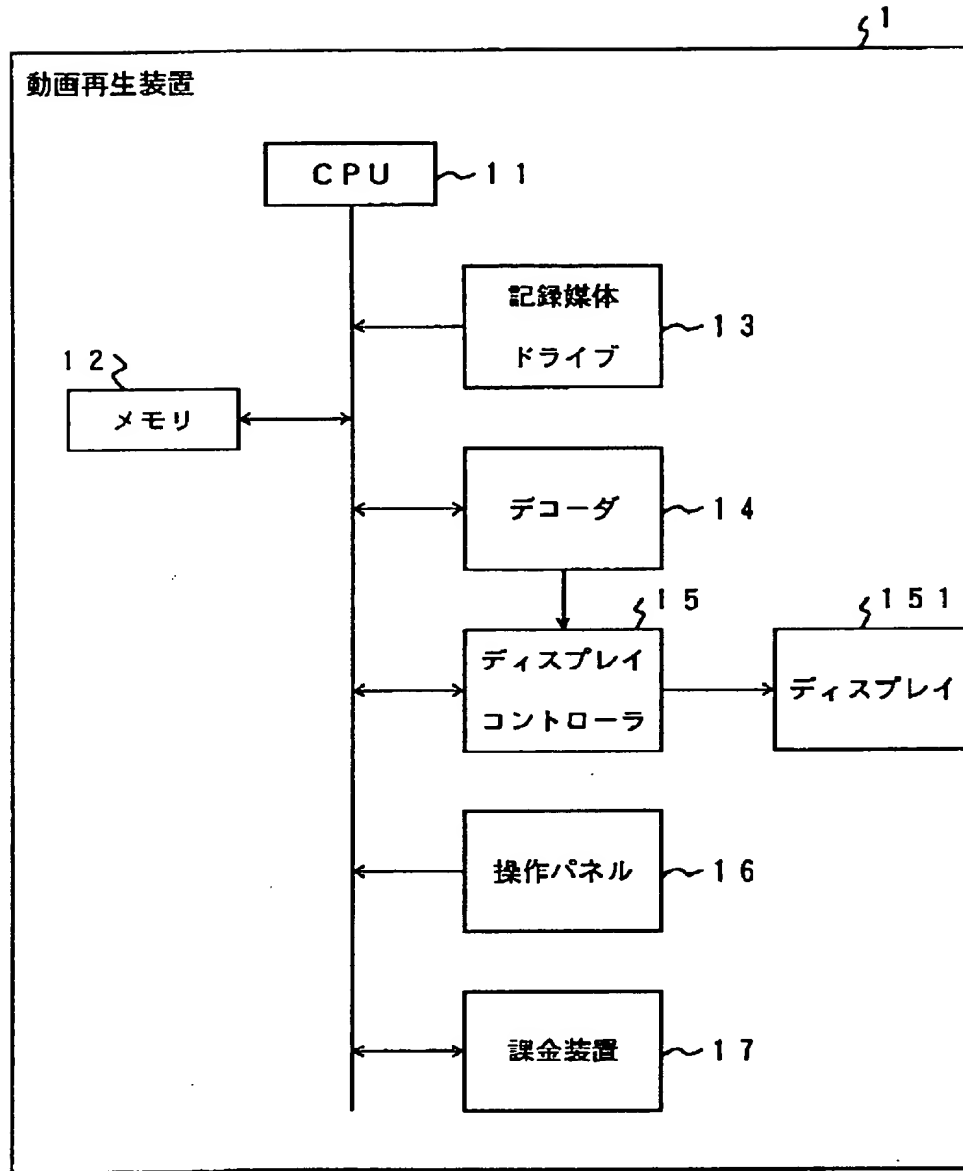 1
動画再生装置
CPU
11
記録媒体
ドライブ
13
12
メモリ
デコーダ
14
15
151
ディスプレイ
コントローラ
ディスプレイ
操作パネル
16
課金装置
17